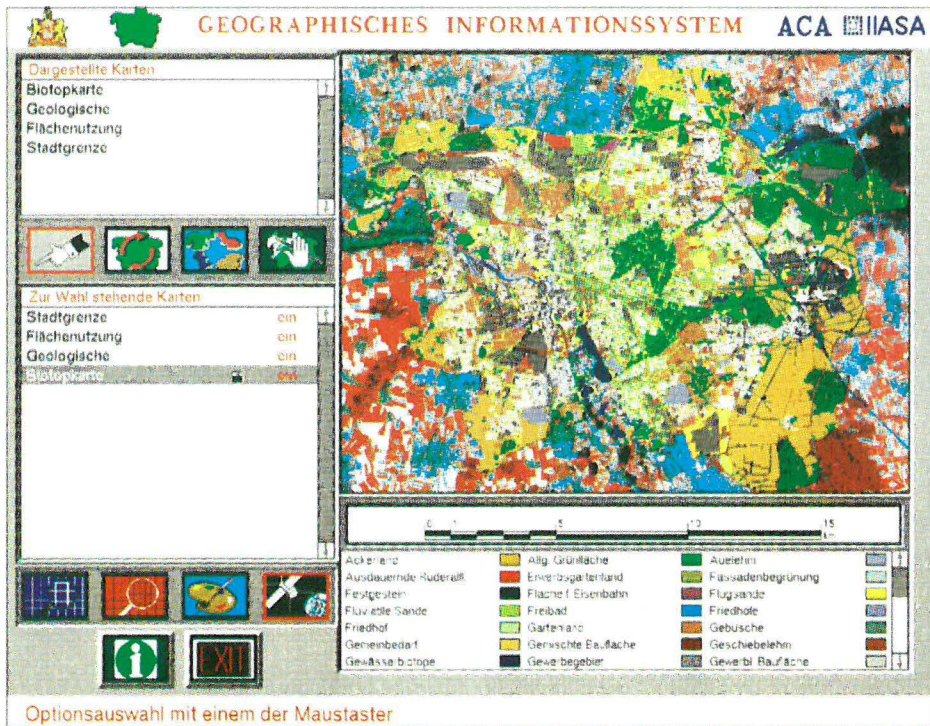 GEOGRAPHISCHES INFORMATIONSSYSTEM ACA IIASA
Dargestellte Karten
Biotopkarte
Geologische
Flächenutzung
Stadtgrenze
Zur Wahl stehende Karten
Stadtgrenze ein
Flächenutzung ein
Geologische ein
Biotopkarte ein
0 1 5 10 15
km
Ackerland Allg. Grünfläche Auelehm
Ausdauernde Ruderalfl. Erwerbsgartenland Fassadenbegrünung
Festgestein Fläche f. Eisenbahn Flugsande
Fluviatile Sande Freibad Friedhöfe
Friedhof Gartenland Gebüsche
Gemeinbedarf Gemischte Baufläche Geschiebelehm
Gewässerbiotope Gewerbegebiet Gewerbl. Baufläche
i EXIT
Optionsauswahl mit einem der Maustaster